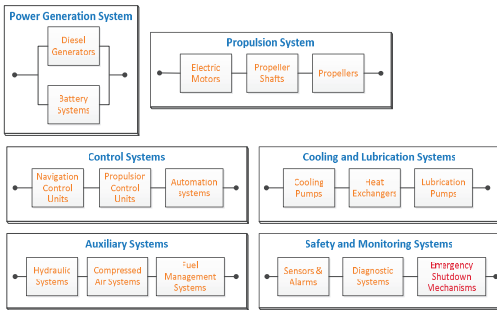 Power Generation System
Diesel
Generators
Battery
Systems
Propulsion System
Electric
Motors
Propeller
Shafts
Propellers
Control Systems
Navigation
Control
Units
Propulsion
Control
Units
Automation
systems
Cooling and Lubrication Systems
Cooling
Pumps
Heat
Exchangers
Lubrication
Pumps
Auxiliary Systems
Hydraulic
Systems
Compressed
Air Systems
Fuel
Management
Systems
Safety and Monitoring Systems
Sensors &
Alarms
Diagnostic
Systems
Emergency
Shutdown
Mechanisms